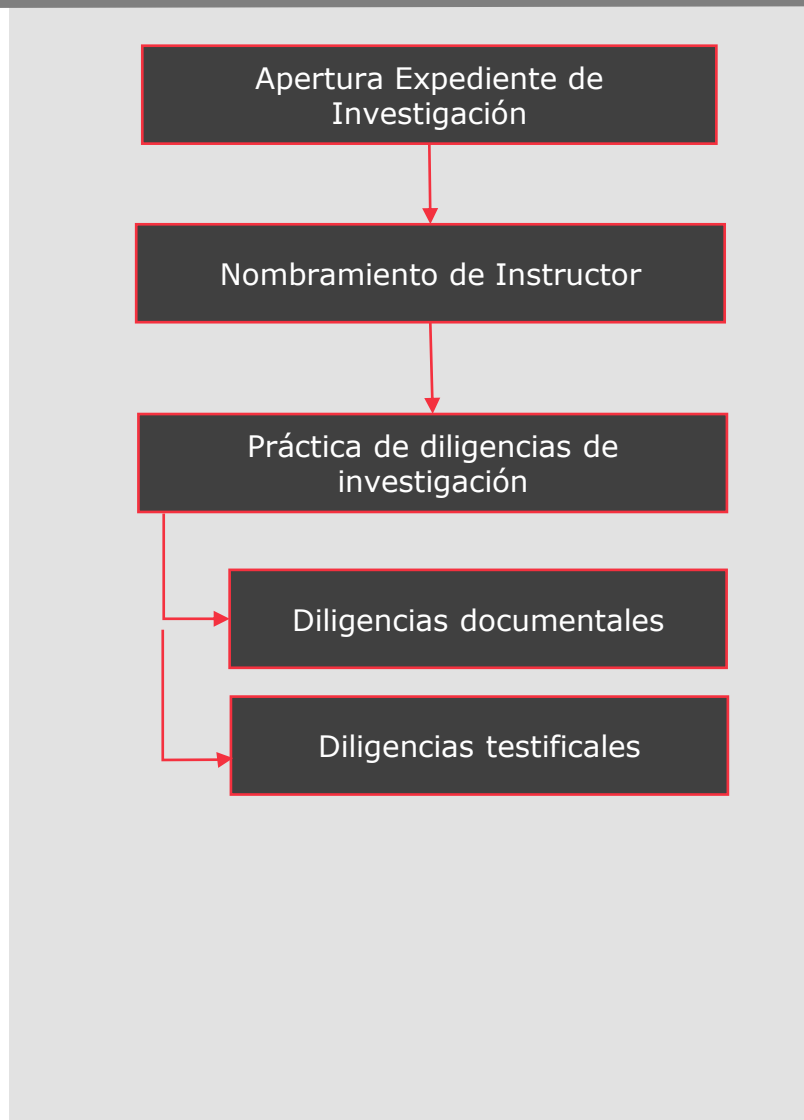 Apertura Expediente de
Investigación
Nombramiento de Instructor
Práctica de diligencias de
investigación
Diligencias documentales
Diligencias testificales